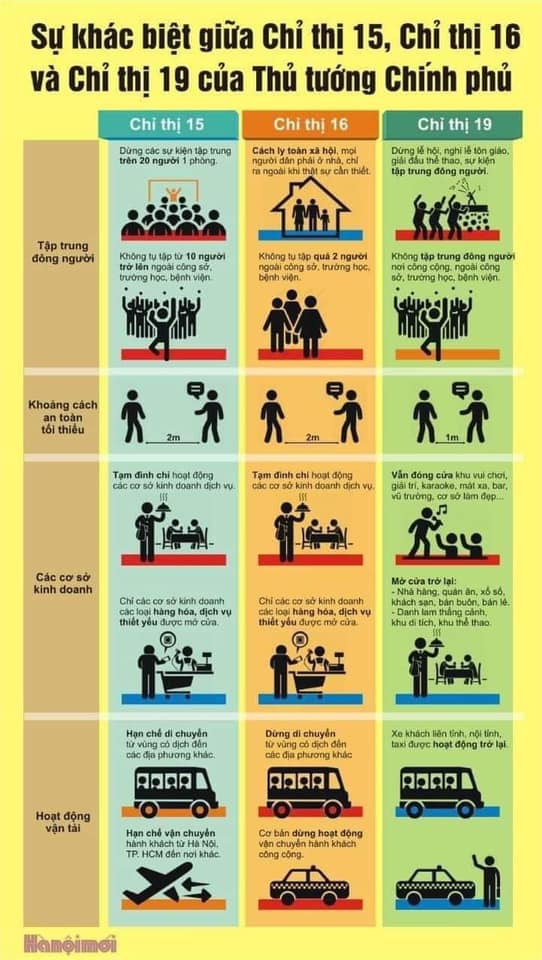 Sự khác biệt giữa Chỉ thị 15, Chỉ thị 16
và Chỉ thị 19 của Thủ tướng Chính phủ
Chỉ thị 15
Chỉ thị 16
Chỉ thị 19
Tập trung
đông người
Dừng các sự kiện tập trung
trên 20 người 1 phòng.
Cách ly toàn xã hội, mọi
người dân phải ở nhà, chỉ
ra ngoài khi thật sự cần thiết.
Dừng lễ hội, nghi lễ tôn giáo,
giải đấu thể thao, sự kiện
tập trung đông người.
Không tụ tập từ 10 người
trở lên ngoài công sở,
trường học, bệnh viện.
Không tụ tập quá 2 người
ngoài công sở, trường học,
bệnh viện.
Không tập trung đông người
nơi công cộng, ngoài công
sở, trường học, bệnh viện.
Khoảng cách
an toàn
tối thiểu
2m
2m
1m
Các cơ sở
kinh doanh
Tạm đình chỉ hoạt động
các cơ sở kinh doanh dịch vụ.
Tạm đình chỉ hoạt động
các cơ sở kinh doanh dịch vụ.
Vẫn đóng cửa khu vui chơi,
giải trí, karaoke, mát xa, bar,
vũ trường, cơ sở làm đẹp...
Chỉ các cơ sở kinh doanh
các loại hàng hóa, dịch vụ
thiết yếu được mở cửa.
Chỉ các cơ sở kinh doanh
các loại hàng hóa, dịch vụ
thiết yếu được mở cửa.
Mở cửa trở lại:
- Nhà hàng, quán ăn, xổ số,
khách sạn, bán buôn, bán lẻ.
- Danh lam thắng cảnh,
khu di tích, khu thể thao.
Hoạt động
vận tải
Hạn chế di chuyển
từ vùng có dịch đến
các địa phương khác.
Dừng di chuyển
từ vùng có dịch đến
các địa phương khác
Xe khách liên tỉnh, nội tỉnh,
taxi được hoạt động trở lại.
Hạn chế vận chuyển
hành khách từ Hà Nội,
TP. HCM đến nơi khác.
Cơ bản dừng hoạt động
vận chuyển hành khách
công cộng.
Hànộimới